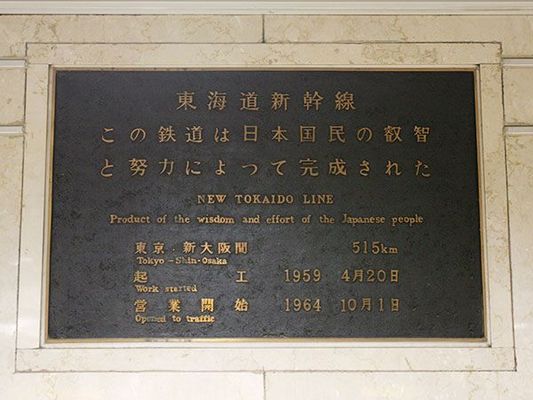 東海道新幹線
この鉄道は日本国民の叡智
と努力によって完成された
NEW TOKAIDO LINE
Product of the wisdom and effort of the Japanese people
東京・新大阪間 515km
Tokyo-Shin-Osaka
起工 1959 4月20日
Work started
営業開始 1964 10月1日
Opened to traffic